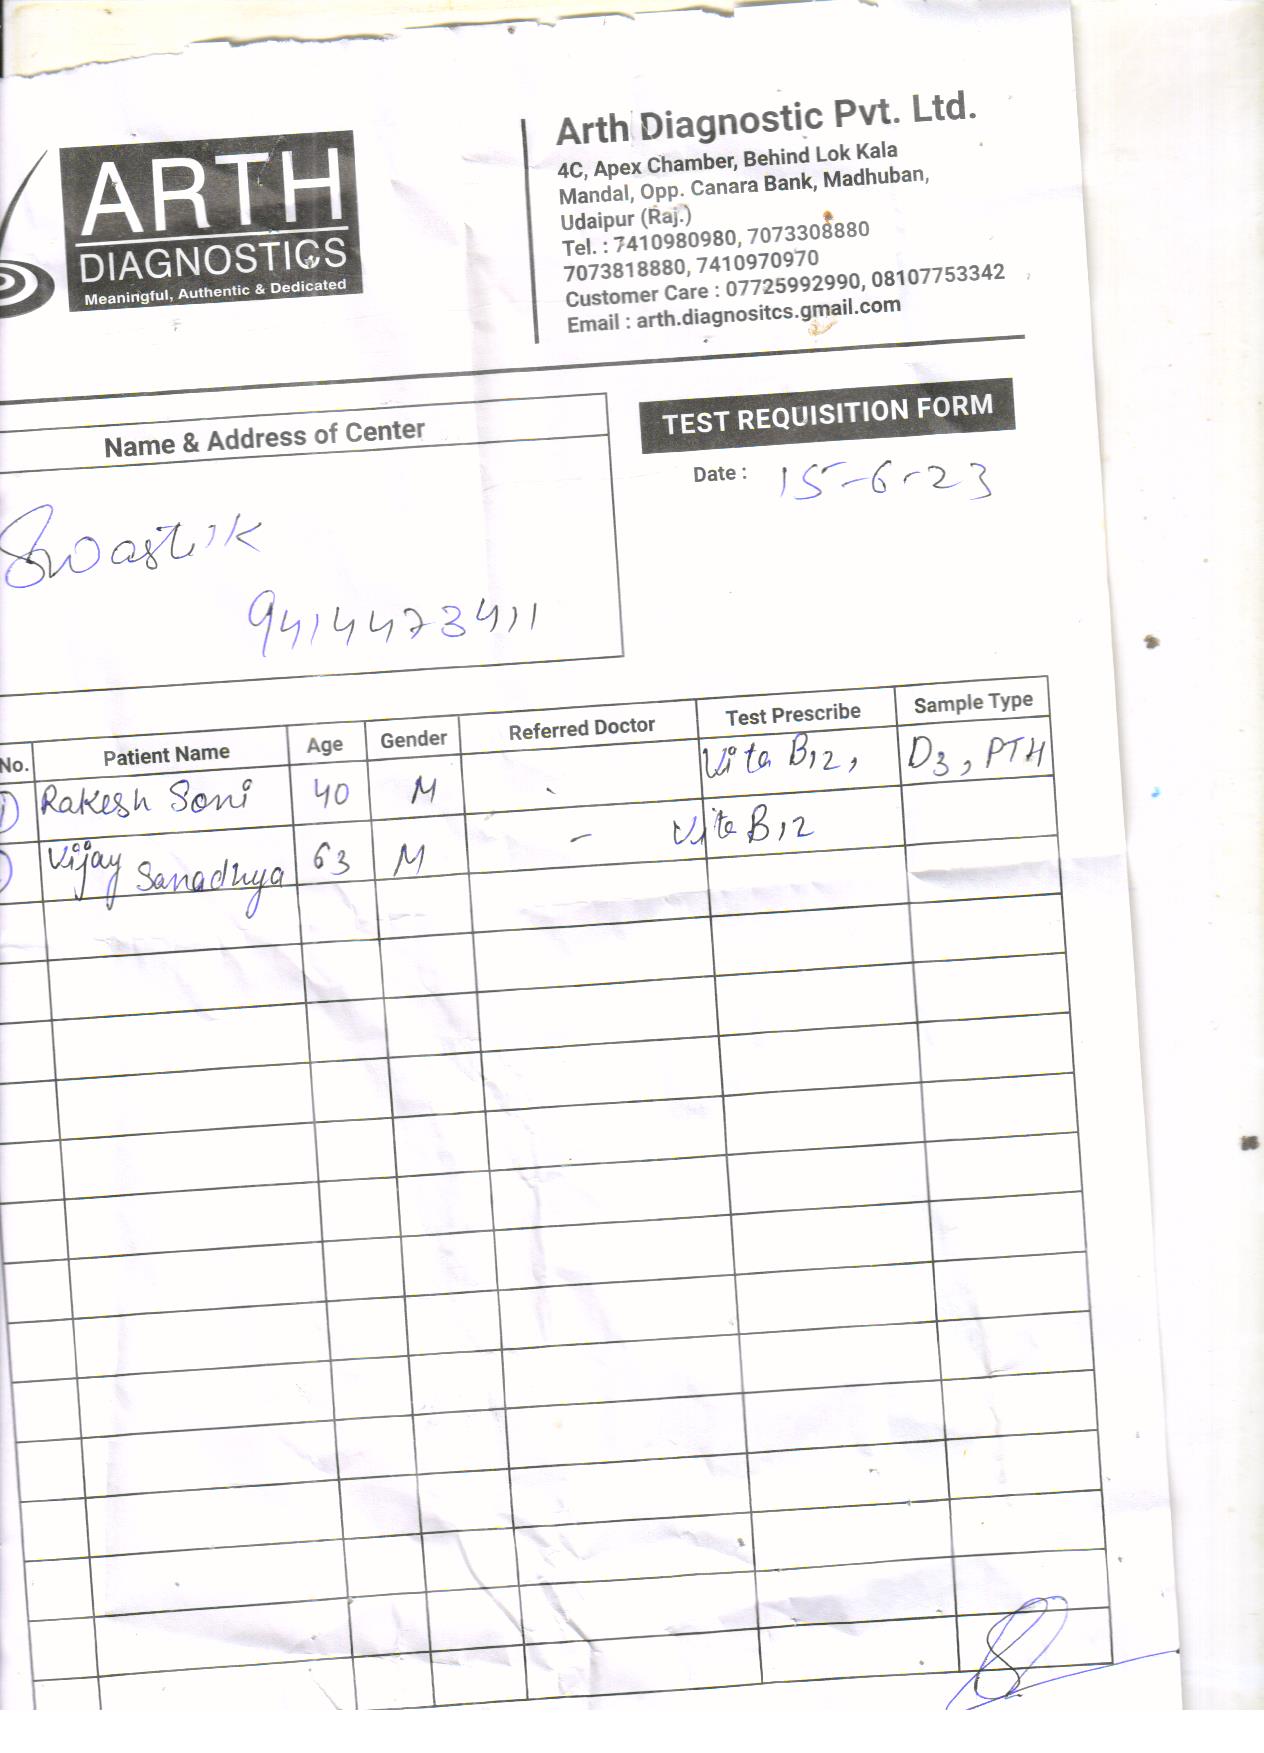 ARTH
DIAGNOSTICS
Meaningful, Authentic & Dedicated
Arth Diagnostic Pvt. Ltd.
4C, Apex Chamber, Behind Lok Kala
Mandal, Opp. Canara Bank, Madhuban,
Udaipur (Raj.)
Tel. : 7410980980, 7073308880
7073818880, 7410970970
Customer Care : 07725992990, 08107753342
Email : arth.diagnositcs.gmail.com
Name & Address of Center
TEST REQUISITION FORM
Date : 15-6-23
Swastik
9414473411
No. Patient Name Age Gender Referred Doctor Test Prescribe Sample Type
1 Rakesh Soni 40 M - Vita B12, D3, PTH
Vijay Sanadhya 63 M - Vita B12